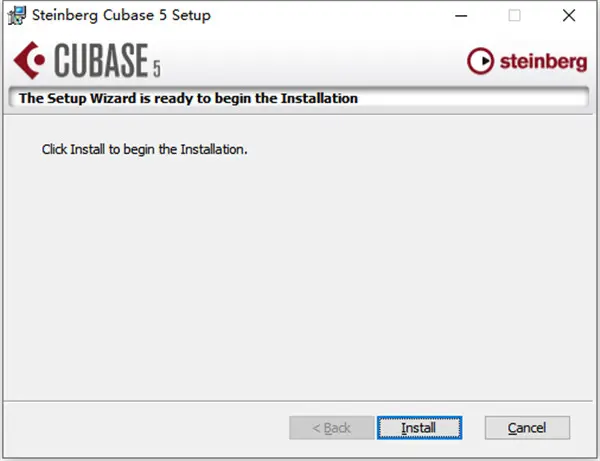 Steinberg Cubase 5 Setup
CUBASE 5
steinberg
The Setup Wizard is ready to begin the Installation
Click Install to begin the Installation.
< Back
Install
Cancel